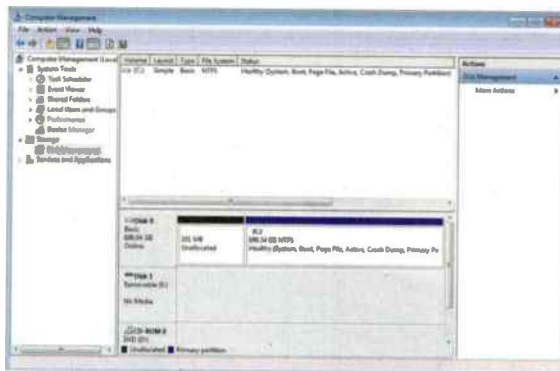 Computer Management
File Action View Help
Computer Management (Local
System Tools
Task Scheduler
Event Viewer
Shared Folders
Local Users and Groups
Performance
Device Manager
Storage
Disk Management
Services and Applications
Volume Layout Type File System Status
(C:) Simple Basic NTFS Healthy (System, Boot, Page File, Active, Crash Dump, Primary Partition)
Actions
Disk Management
More Actions
Disk 0
Basic
Online
Unallocated
(C:)
Healthy (System, Boot, Page File, Active, Crash Dump, Primary Pa
Disk 1
Removable (E:)
No Media
CD-ROM 0
DVD (D:)
Unallocated Primary partition